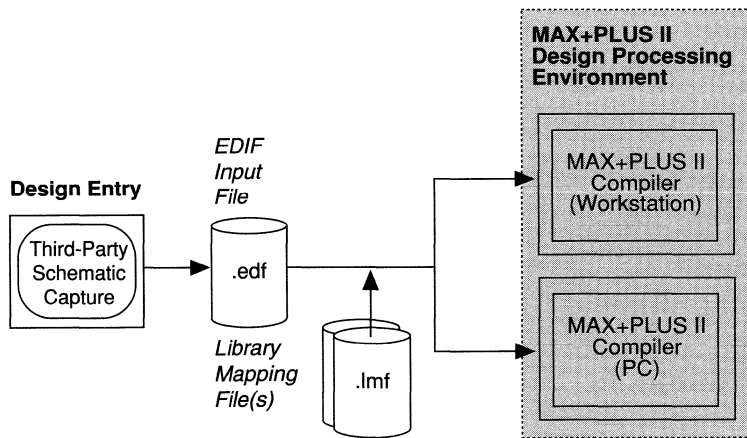 Design Entry
Third-Party
Schematic
Capture
EDIF
Input
File
.edf
Library
Mapping
File(s)
.lmf
MAX+PLUS II
Design Processing
Environment
MAX+PLUS II
Compiler
(Workstation)
MAX+PLUS II
Compiler
(PC)